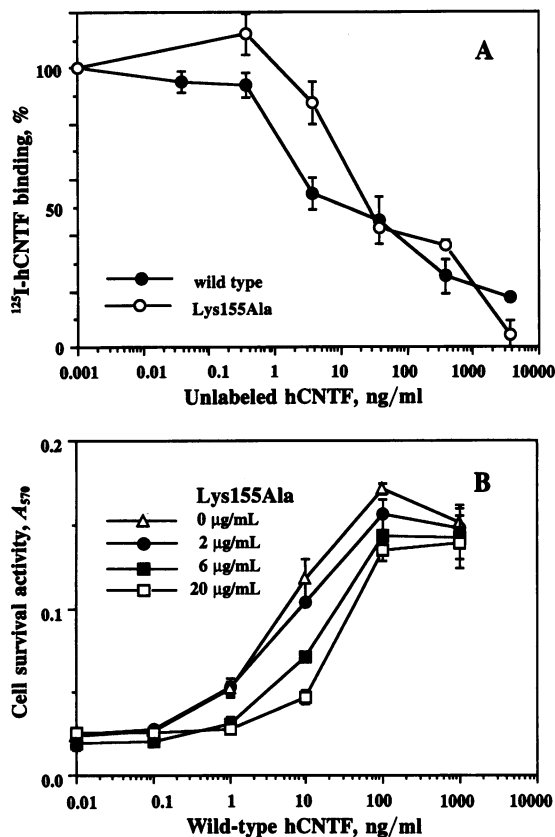 A
100
50
0
¹²⁵I-hCNTF binding, %
wild type
Lys155Ala
0.001 0.01 0.1 1 10 100 1000 10000
Unlabeled hCNTF, ng/ml
B
0.2
0.1
0.0
Cell survival activity, A₅₇₀
Lys155Ala
0 µg/mL
2 µg/mL
6 µg/mL
20 µg/mL
0.01 0.1 1 10 100 1000 10000
Wild-type hCNTF, ng/ml